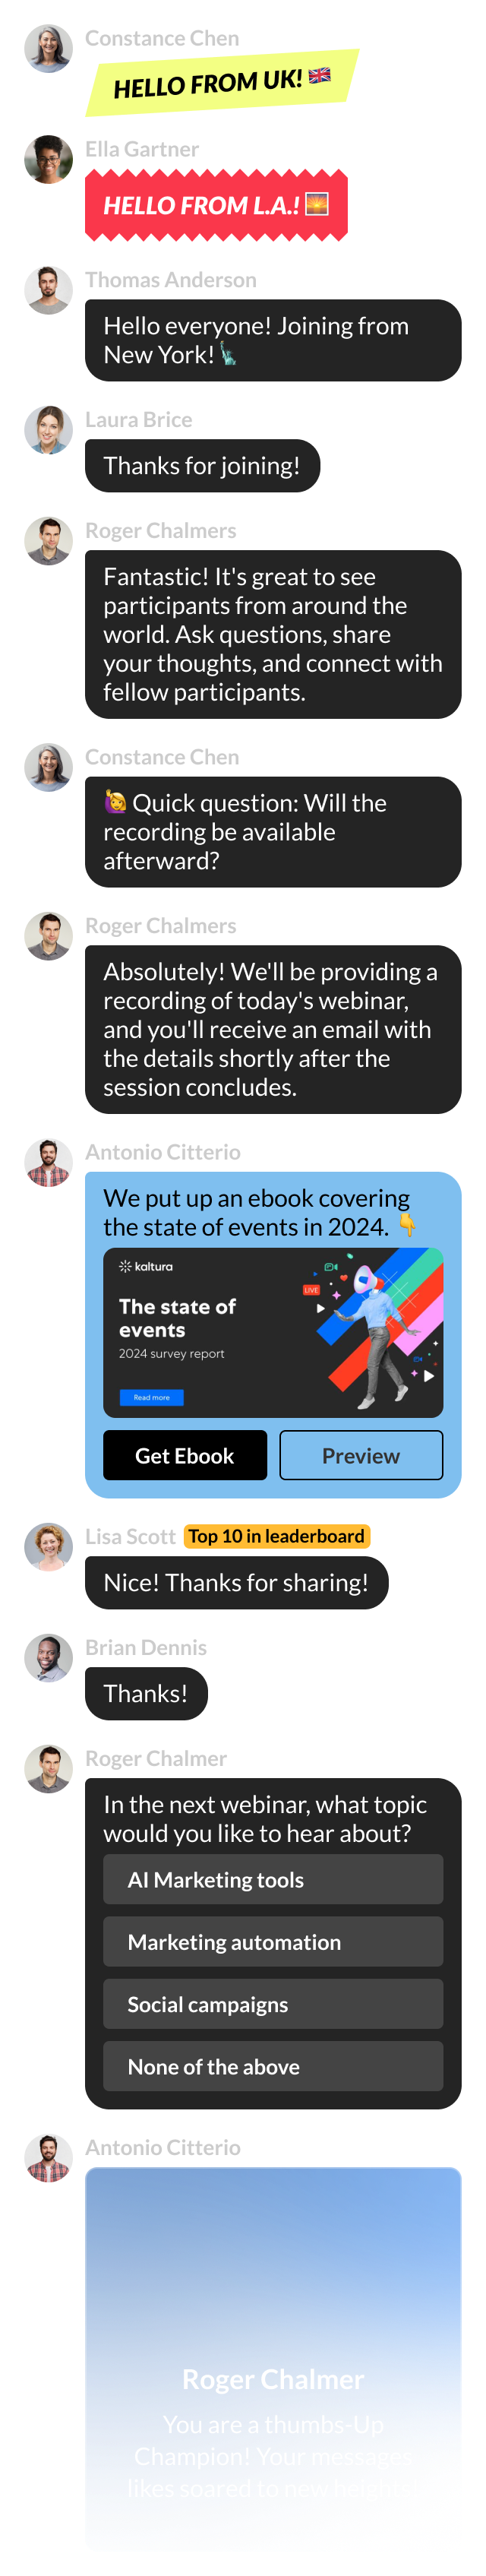 Constance Chen
HELLO FROM UK! 🇬🇧
Ella Gartner
HELLO FROM L.A.! 🌅
Thomas Anderson
Hello everyone! Joining from
New York!🗽
Laura Brice
Thanks for joining!
Roger Chalmers
Fantastic! It's great to see
participants from around the
world. Ask questions, share
your thoughts, and connect with
fellow participants.
Constance Chen
🙋 Quick question: Will the
recording be available
afterward?
Roger Chalmers
Absolutely! We'll be providing a
recording of today's webinar,
and you'll receive an email with
the details shortly after the
session concludes.
Antonio Citterio
We put up an ebook covering
the state of events in 2024. 👇
kaltura
LIVE
The state of
events
2024 survey report
Read more
Get Ebook
Preview
Lisa Scott Top 10 in leaderboard
Nice! Thanks for sharing!
Brian Dennis
Thanks!
Roger Chalmer
In the next webinar, what topic
would you like to hear about?
AI Marketing tools
Marketing automation
Social campaigns
None of the above
Antonio Citterio
Roger Chalmer
You are a thumbs-Up
Champion! Your messages
likes soared to new